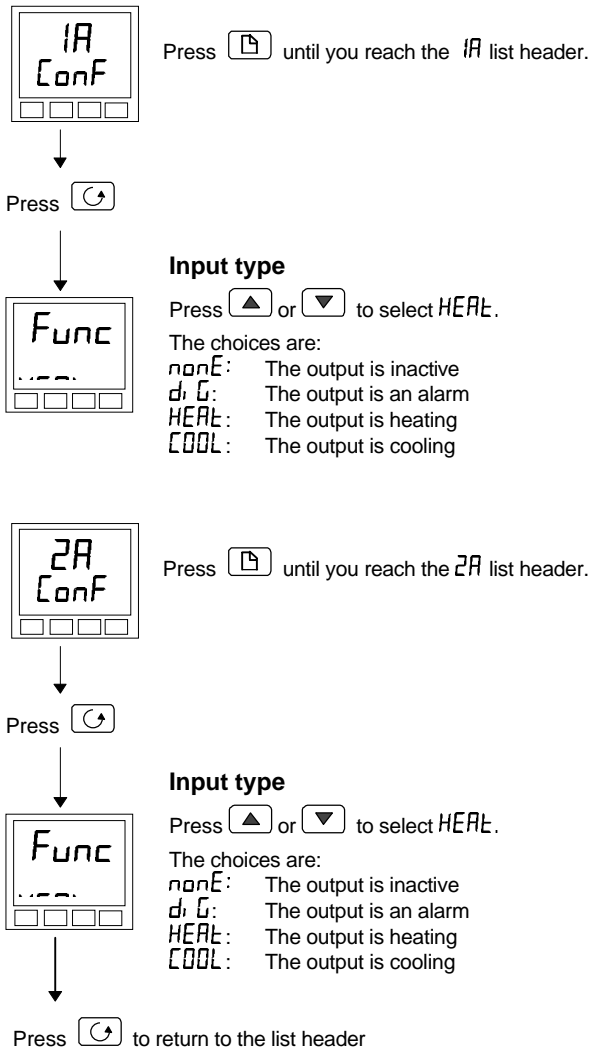 1A
ConF
Press until you reach the 1A list header.
Press
Input type
Press or to select HEAt.
Func
The choices are:
nonE: The output is inactive
di G: The output is an alarm
HEAt: The output is heating
COOL: The output is cooling
2A
ConF
Press until you reach the 2A list header.
Press
Input type
Press or to select HEAt.
Func
The choices are:
nonE: The output is inactive
di G: The output is an alarm
HEAt: The output is heating
COOL: The output is cooling
Press to return to the list header